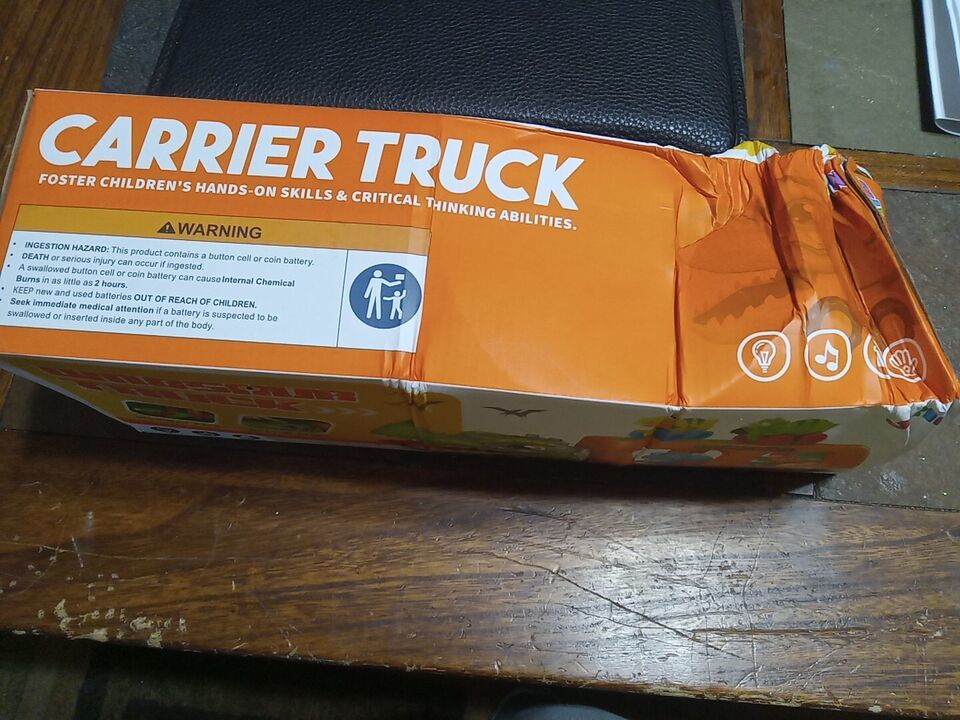 CARRIER TRUCK
FOSTER CHILDREN'S HANDS-ON SKILLS & CRITICAL THINKING ABILITIES.
⚠WARNING
• INGESTION HAZARD: This product contains a button cell or coin battery.
• DEATH or serious injury can occur if ingested.
• A swallowed button cell or coin battery can cause Internal Chemical
Burns in as little as 2 hours.
• KEEP new and used batteries OUT OF REACH OF CHILDREN.
• Seek immediate medical attention if a battery is suspected to be
swallowed or inserted inside any part of the body.